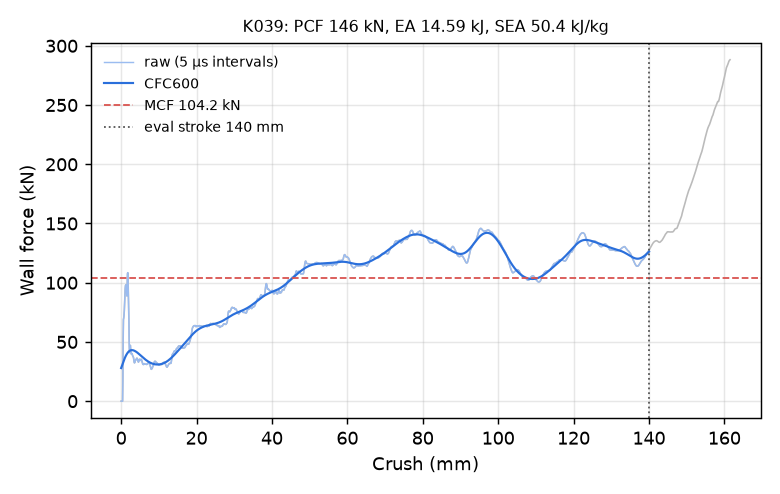 K039: PCF 146 kN, EA 14.59 kJ, SEA 50.4 kJ/kg
raw (5 µs intervals)
CFC600
MCF 104.2 kN
eval stroke 140 mm
Wall force (kN)
300
250
200
150
100
50
0
0 20 40 60 80 100 120 140 160
Crush (mm)